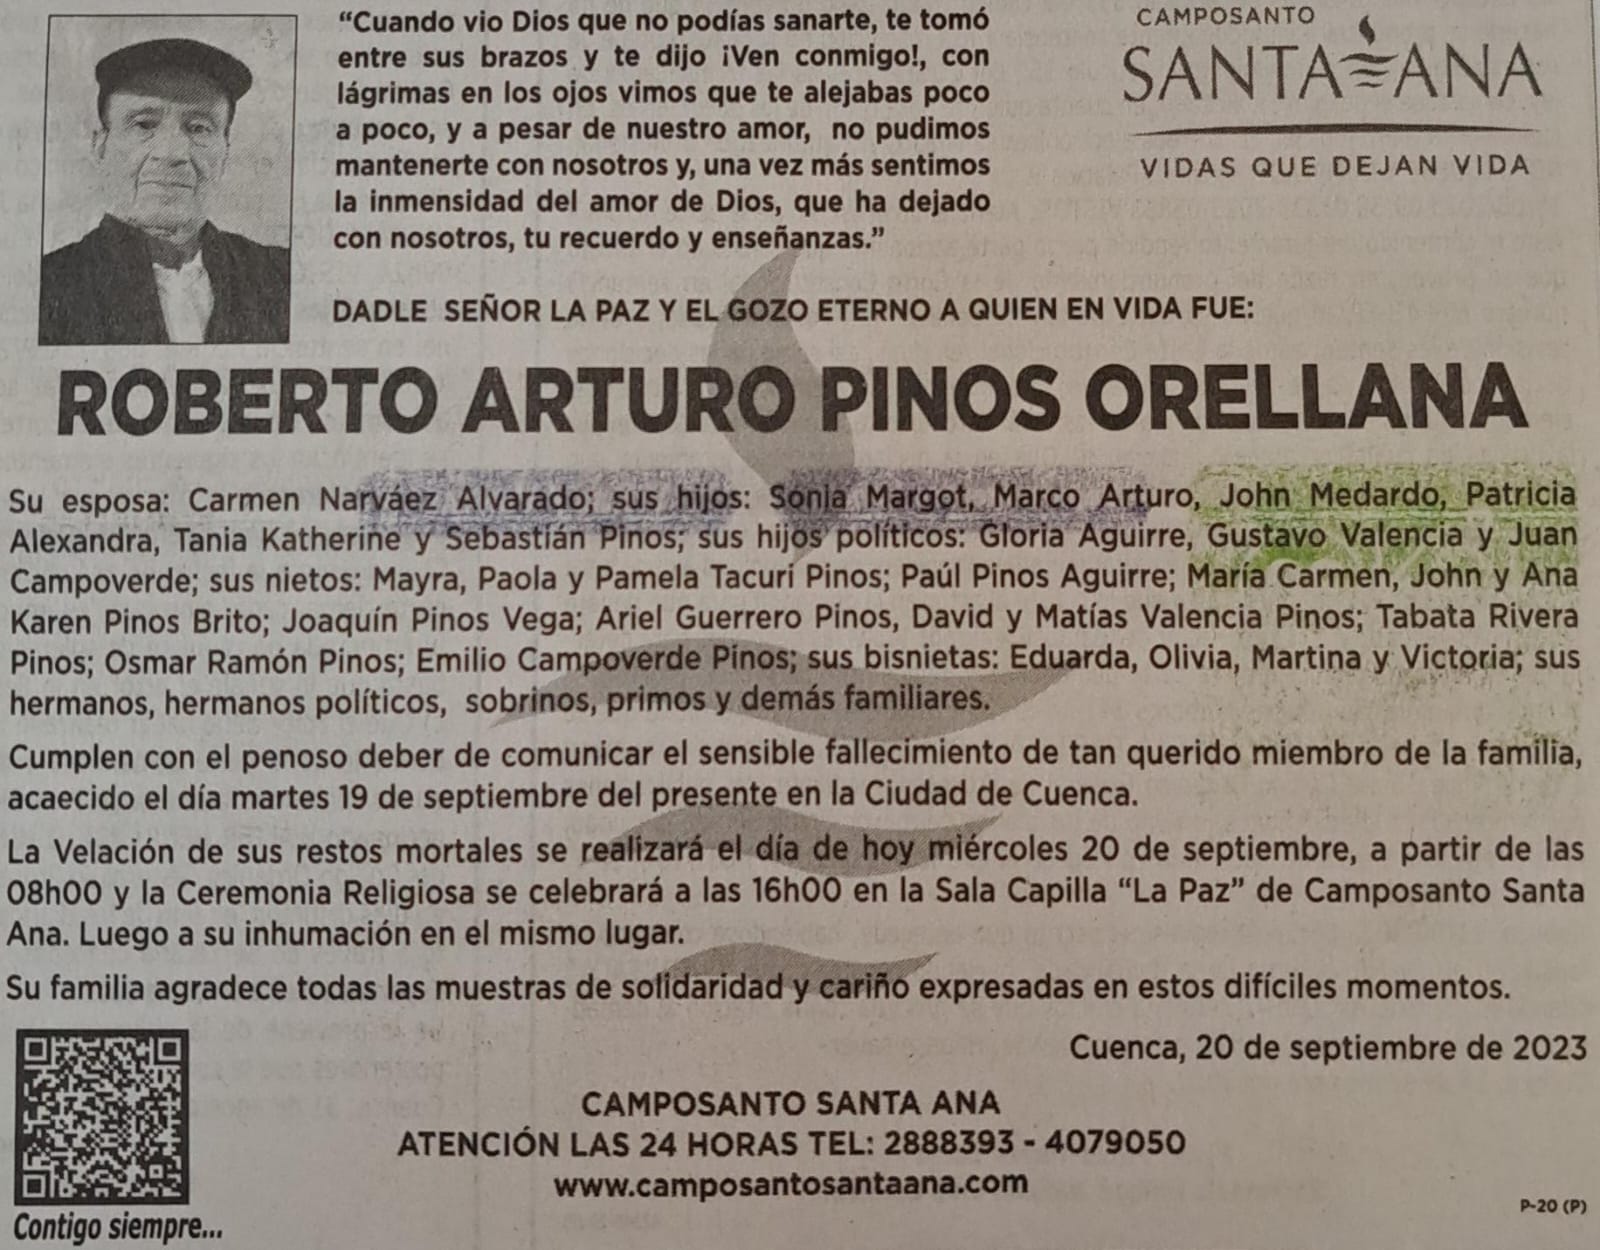 “Cuando vio Dios que no podías sanarte, te tomó
entre sus brazos y te dijo ¡Ven conmigo!, con
lágrimas en los ojos vimos que te alejabas poco
a poco, y a pesar de nuestro amor, no pudimos
mantenerte con nosotros y, una vez más sentimos
la inmensidad del amor de Dios, que ha dejado
con nosotros, tu recuerdo y enseñanzas.”
CAMPOSANTO
SANTA ANA
VIDAS QUE DEJAN VIDA
DADLE SEÑOR LA PAZ Y EL GOZO ETERNO A QUIEN EN VIDA FUE:
ROBERTO ARTURO PINOS ORELLANA
Su esposa: Carmen Narváez Alvarado; sus hijos: Sonia Margot, Marco Arturo, John Medardo, Patricia
Alexandra, Tania Katherine y Sebastián Pinos; sus hijos políticos: Gloria Aguirre, Gustavo Valencia y Juan
Campoverde; sus nietos: Mayra, Paola y Pamela Tacuri Pinos; Paúl Pinos Aguirre; María Carmen, John y Ana
Karen Pinos Brito; Joaquín Pinos Vega; Ariel Guerrero Pinos, David y Matías Valencia Pinos; Tabata Rivera
Pinos; Osmar Ramón Pinos; Emilio Campoverde Pinos; sus bisnietas: Eduarda, Olivia, Martina y Victoria; sus
hermanos, hermanos políticos, sobrinos, primos y demás familiares.
Cumplen con el penoso deber de comunicar el sensible fallecimiento de tan querido miembro de la familia,
acaecido el día martes 19 de septiembre del presente en la Ciudad de Cuenca.
La Velación de sus restos mortales se realizará el día de hoy miércoles 20 de septiembre, a partir de las
08h00 y la Ceremonia Religiosa se celebrará a las 16h00 en la Sala Capilla “La Paz” de Camposanto Santa
Ana. Luego a su inhumación en el mismo lugar.
Su familia agradece todas las muestras de solidaridad y cariño expresadas en estos difíciles momentos.
Cuenca, 20 de septiembre de 2023
CAMPOSANTO SANTA ANA
ATENCIÓN LAS 24 HORAS TEL: 2888393 - 4079050
www.camposantosantaana.com
P-20 (P)
Contigo siempre...